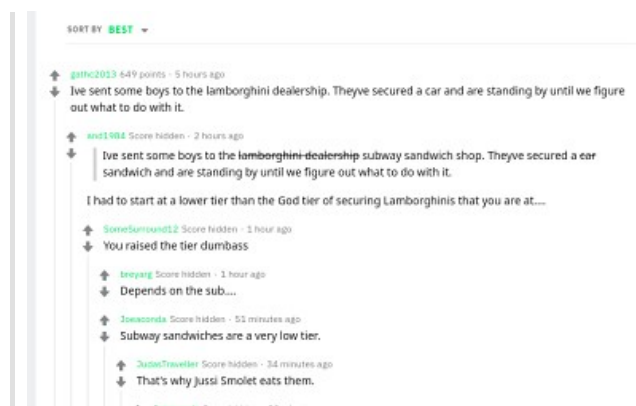 SORT BY BEST
gothc2013 649 points · 5 hours ago
Ive sent some boys to the lamborghini dealership. Theyve secured a car and are standing by until we figure
out what to do with it.
and1984 Score hidden · 2 hours ago
Ive sent some boys to the lamborghini dealership subway sandwich shop. Theyve secured a car
sandwich and are standing by until we figure out what to do with it.
I had to start at a lower tier than the God tier of securing Lamborghinis that you are at....
SomeSurround12 Score hidden · 1 hour ago
You raised the tier dumbass
breyarg Score hidden · 1 hour ago
Depends on the sub....
Joeaconda Score hidden · 51 minutes ago
Subway sandwiches are a very low tier.
JudasTraveller Score hidden · 34 minutes ago
That's why Jussi Smolet eats them.